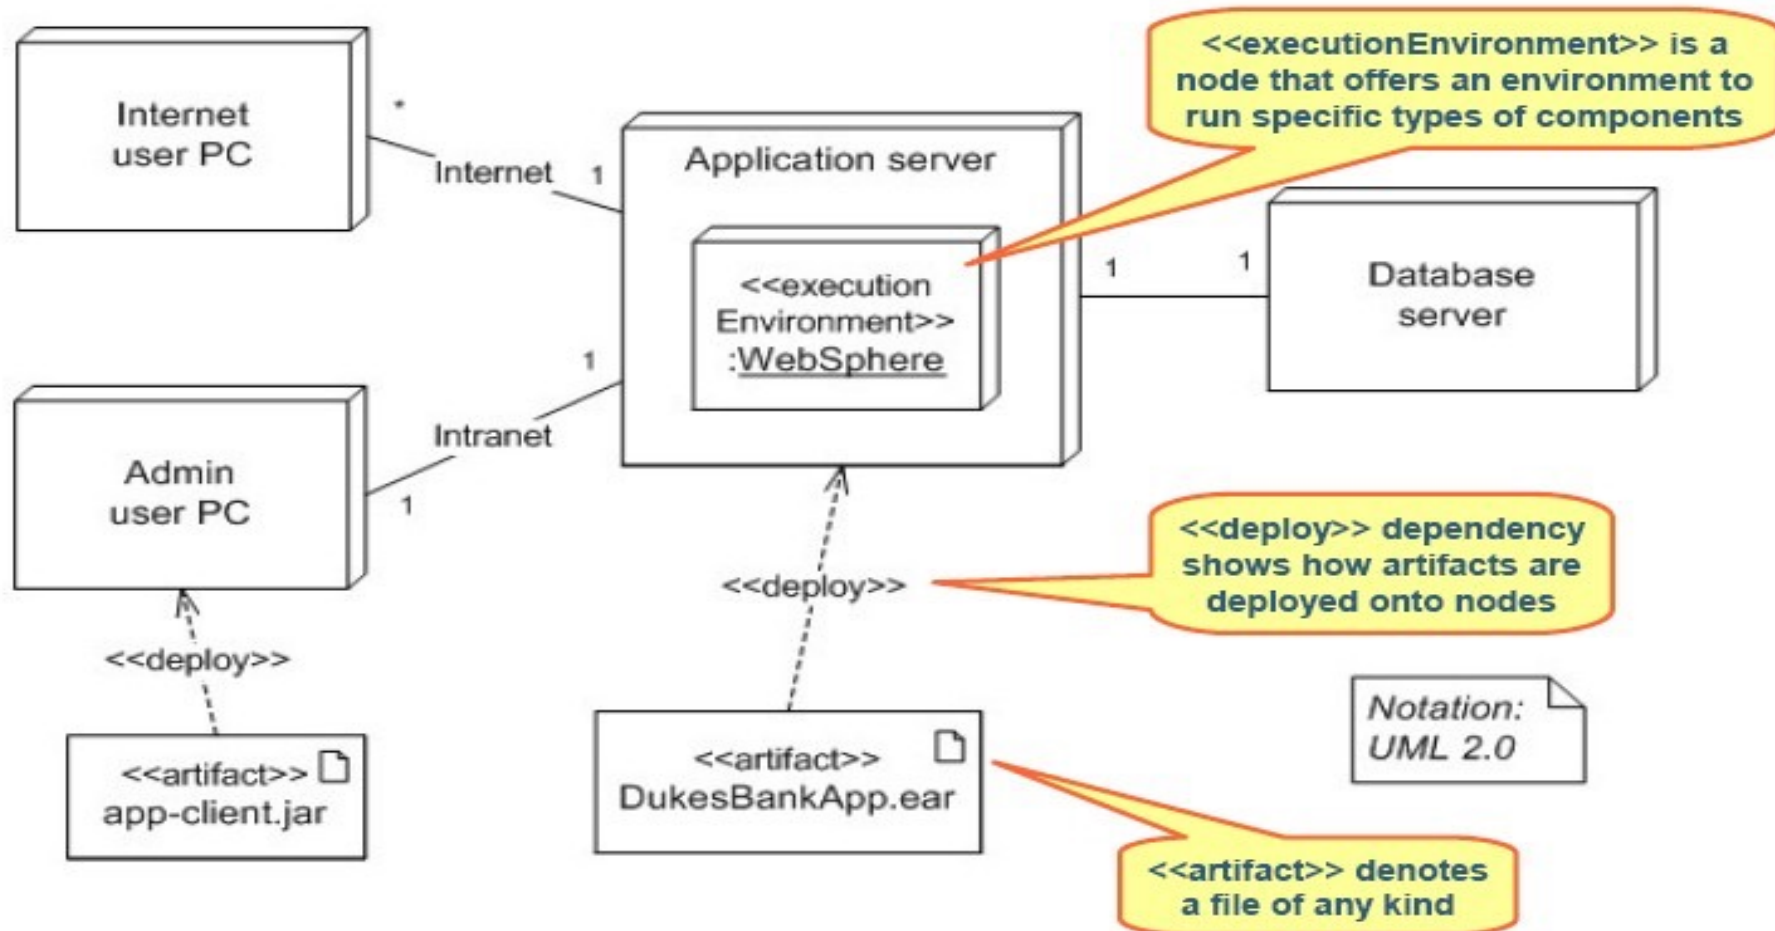 Internet
user PC
*
Internet
1
Application server
<<execution
Environment>>
:WebSphere
<<executionEnvironment>> is a
node that offers an environment to
run specific types of components
1
1
Database
server
Admin
user PC
1
Intranet
1
<<deploy>>
<<artifact>>
app-client.jar
<<deploy>>
<<artifact>>
DukesBankApp.ear
<<deploy>> dependency
shows how artifacts are
deployed onto nodes
Notation:
UML 2.0
<<artifact>> denotes
a file of any kind